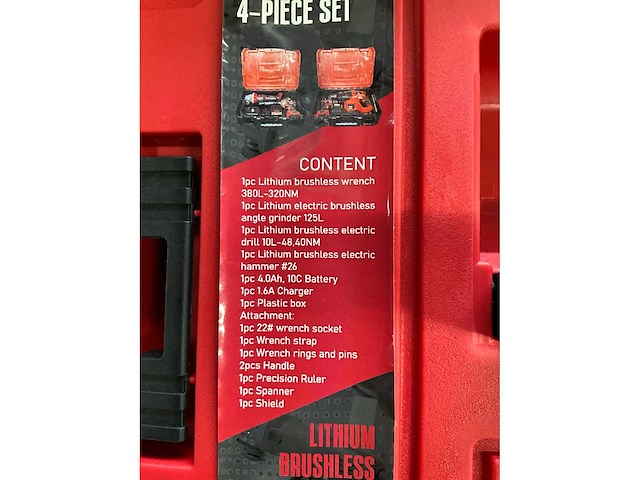 4-PIECE SET
CONTENT
1pc Lithium brushless wrench
380L-320NM
1pc Lithium electric brushless
angle grinder 125L
1pc Lithium brushless electric
drill 10L-48,40NM
1pc Lithium brushless electric
hammer #26
1pc 4.0Ah, 10C Battery
1pc 1.6A Charger
1pc Plastic box
Attachment:
1pc 22# wrench socket
1pc Wrench strap
1pc Wrench rings and pins
2pcs Handle
1pc Precision Ruler
1pc Spanner
1pc Shield
LITHIUM
BRUSHLESS